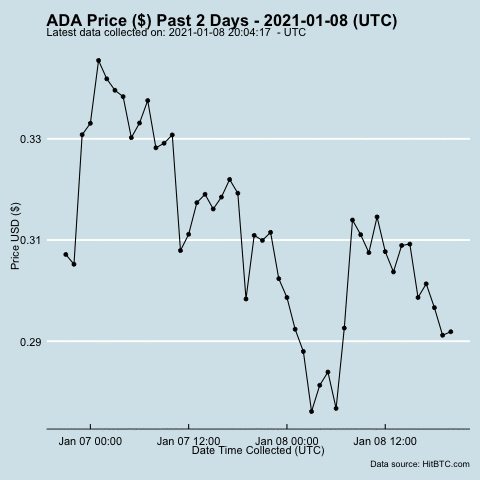 ADA Price ($) Past 2 Days - 2021-01-08 (UTC)
Latest data collected on: 2021-01-08 20:04:17  - UTC
0.33
0.31
0.29
Price USD ($)
Jan 07 00:00
Jan 07 12:00
Jan 08 00:00
Jan 08 12:00
Date Time Collected (UTC)
Data source: HitBTC.com